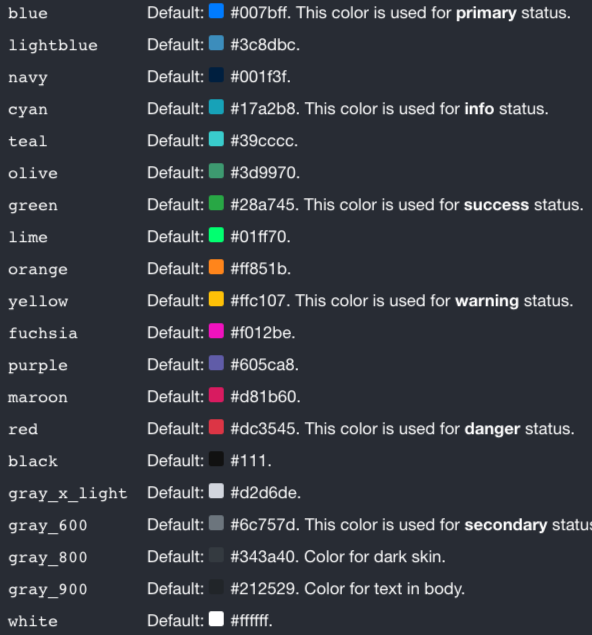 blue Default: #007bff. This color is used for primary status.
lightblue Default: #3c8dbc.
navy Default: #001f3f.
cyan Default: #17a2b8. This color is used for info status.
teal Default: #39cccc.
olive Default: #3d9970.
green Default: #28a745. This color is used for success status.
lime Default: #01ff70.
orange Default: #ff851b.
yellow Default: #ffc107. This color is used for warning status.
fuchsia Default: #f012be.
purple Default: #605ca8.
maroon Default: #d81b60.
red Default: #dc3545. This color is used for danger status.
black Default: #111.
gray_x_light Default: #d2d6de.
gray_600 Default: #6c757d. This color is used for secondary status
gray_800 Default: #343a40. Color for dark skin.
gray_900 Default: #212529. Color for text in body.
white Default: #ffffff.